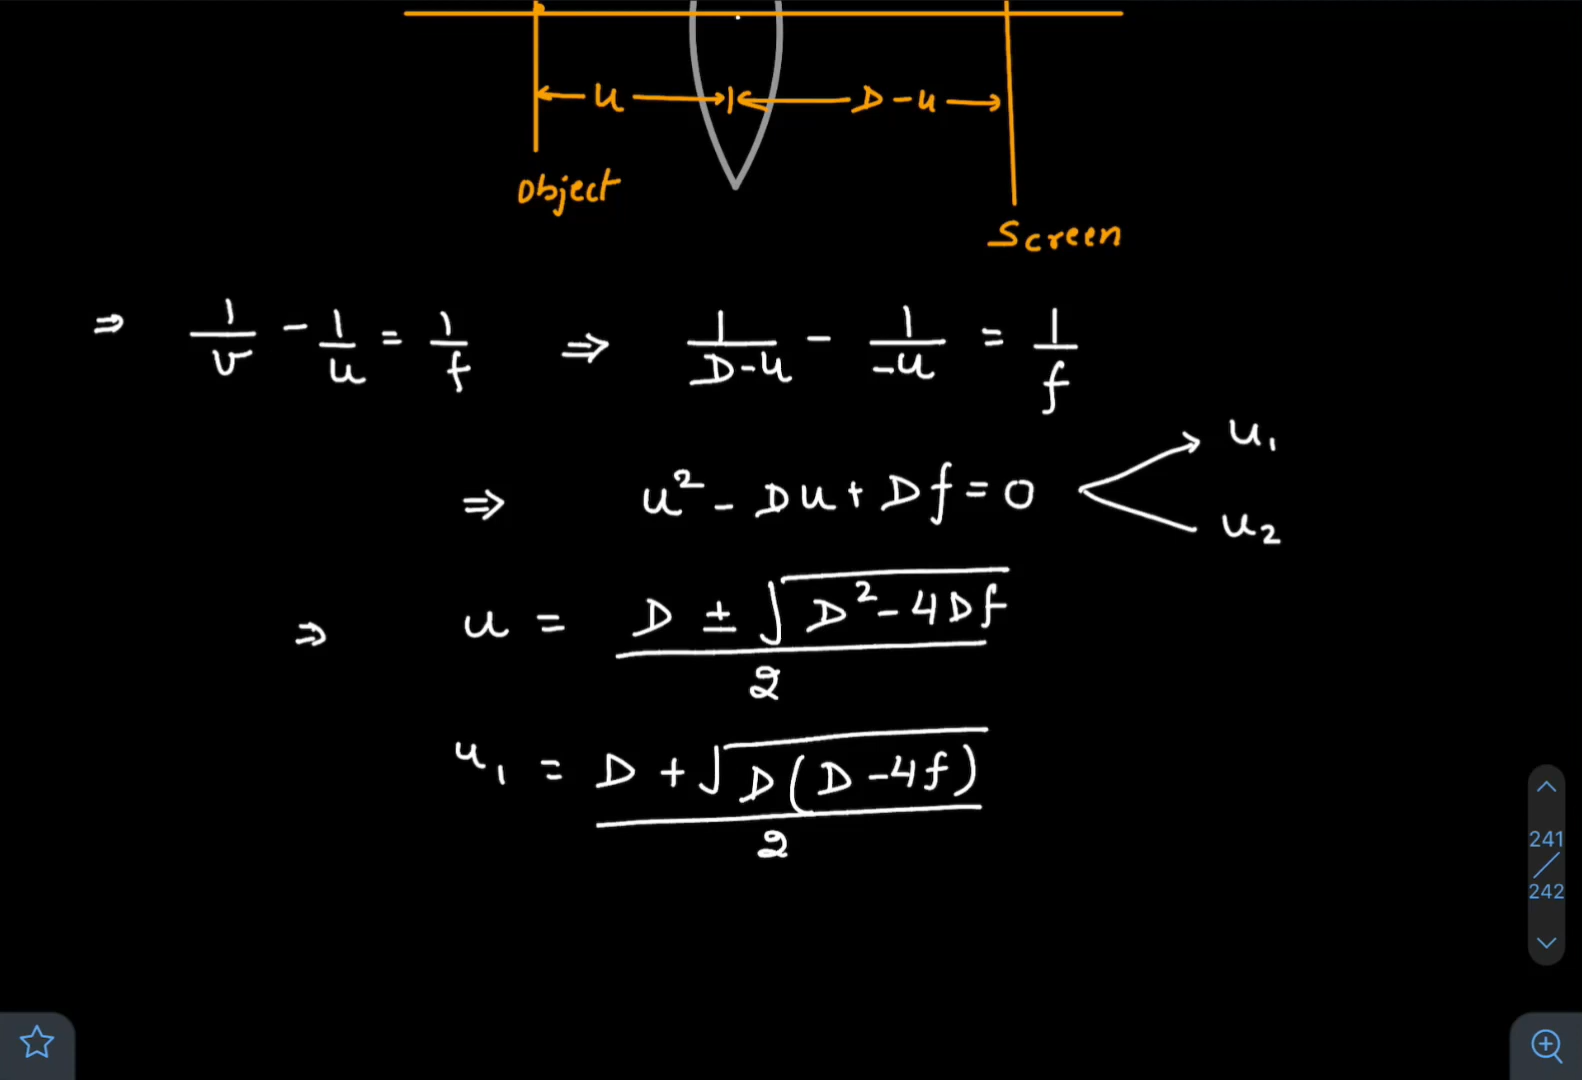 u D-u
Object
Screen
⇒ 1/v - 1/u = 1/f ⇒ 1/(D-u) - 1/(-u) = 1/f
⇒ u² - Du + Df = 0
u₁
u₂
⇒ u = (D ± √(D² - 4Df))/2
u₁ = (D + √(D(D-4f)))/2
241
/
242